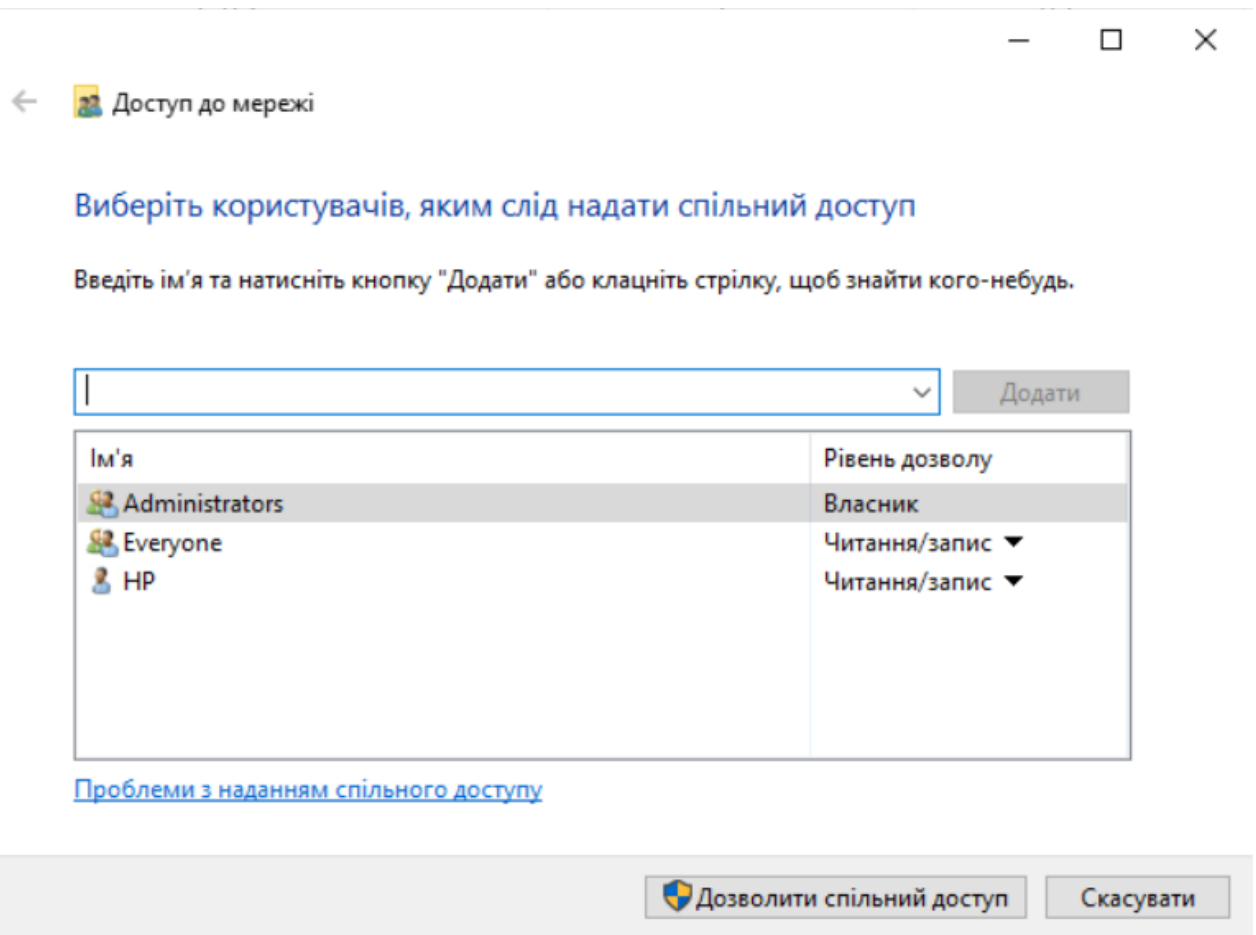 Доступ до мережі
Виберіть користувачів, яким слід надати спільний доступ
Введіть ім'я та натисніть кнопку "Додати" або клацніть стрілку, щоб знайти кого-небудь.
Додати
Ім'я Рівень дозволу
Administrators Власник
Everyone Читання/запис
HP Читання/запис
Проблеми з наданням спільного доступу
Дозволити спільний доступ Скасувати